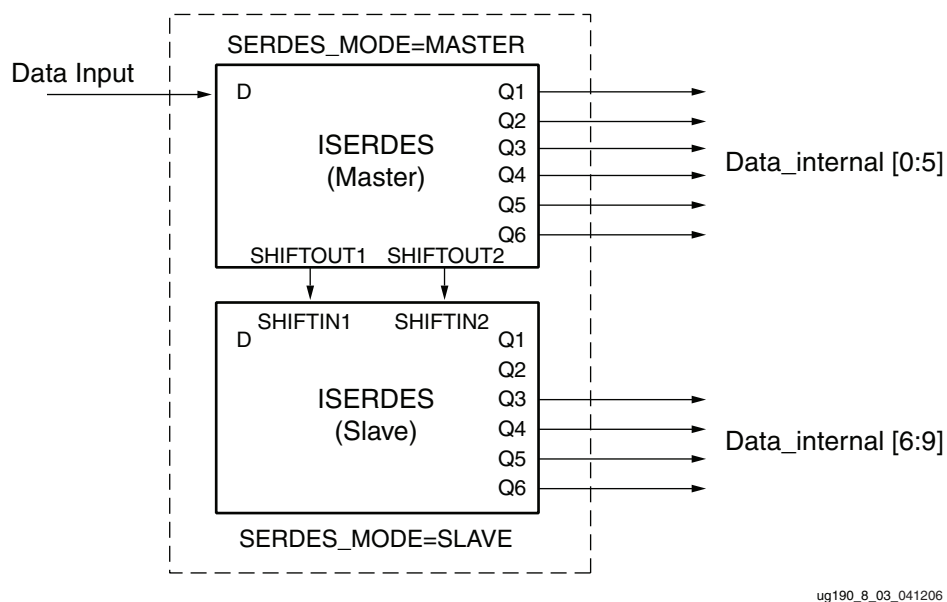 SERDES_MODE=MASTER
Data Input
D
ISERDES
(Master)
Q1
Q2
Q3
Q4
Q5
Q6
Data_internal [0:5]
SHIFTOUT1 SHIFTOUT2
SHIFTIN1 SHIFTIN2
D
ISERDES
(Slave)
Q1
Q2
Q3
Q4
Q5
Q6
Data_internal [6:9]
SERDES_MODE=SLAVE
ug190_8_03_041206